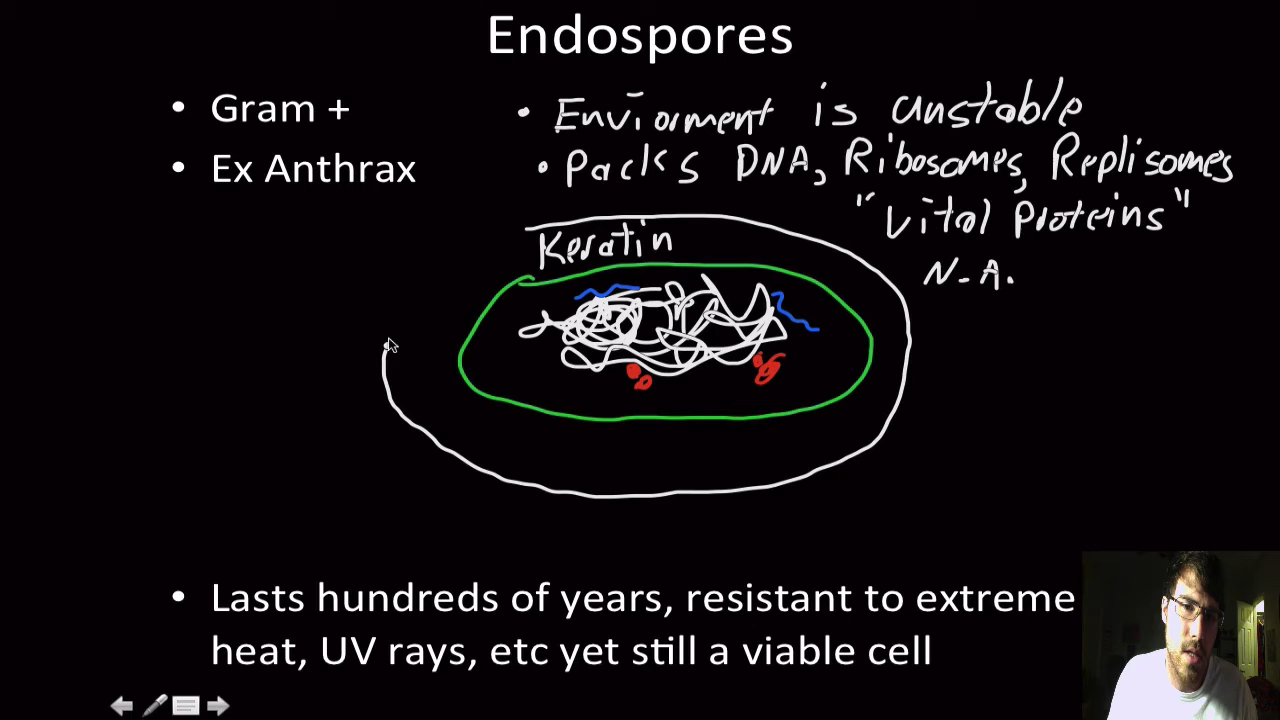 Endospores
• Gram +
• Ex Anthrax
• Enviorment is unstable
• Packs DNA, Ribosomes, Replisomes
"Vital Proteins"
N-A.
Keratin
• Lasts hundreds of years, resistant to extreme
heat, UV rays, etc yet still a viable cell